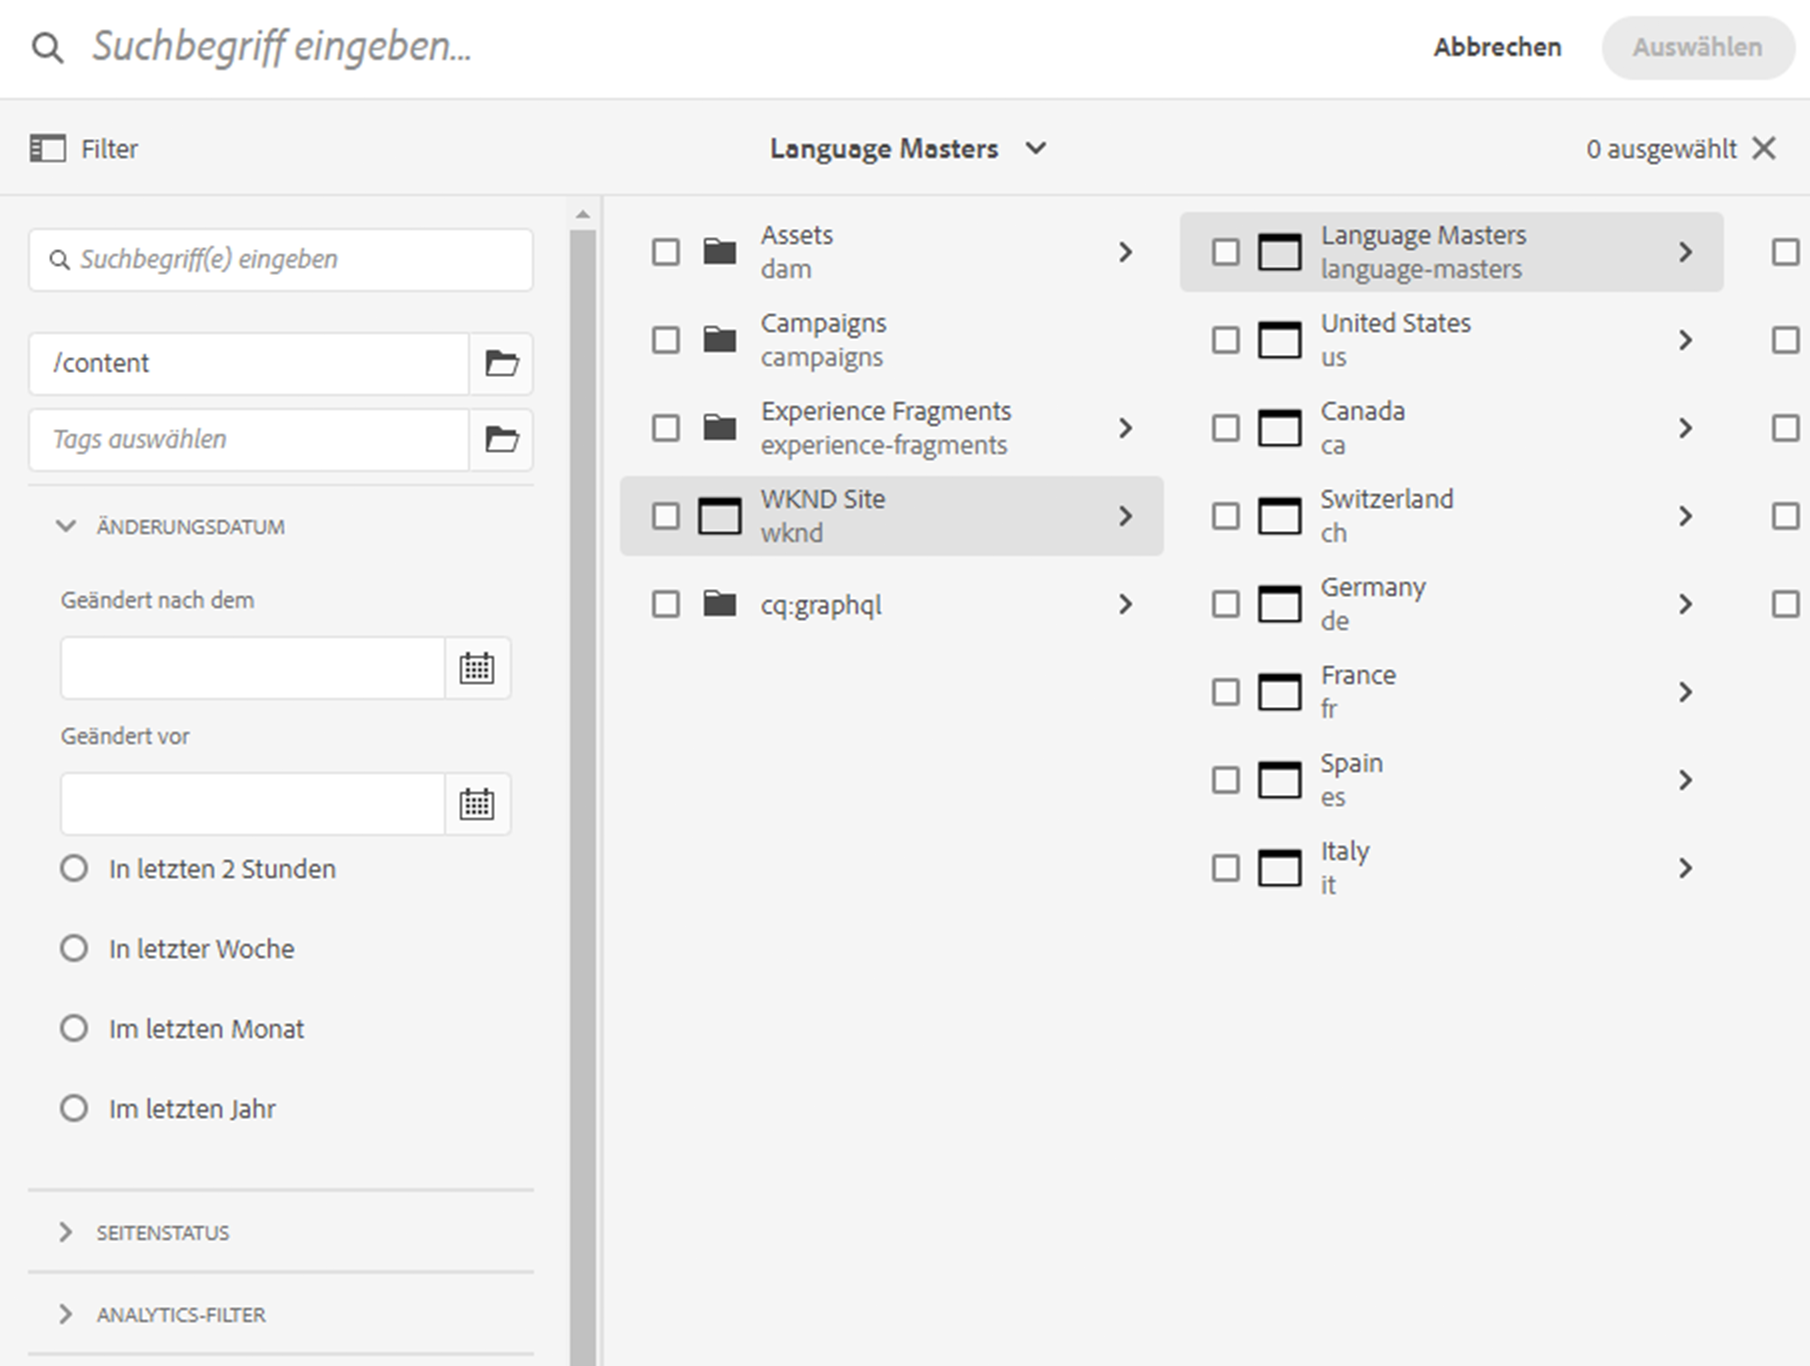 Suchbegriff eingeben...
Abbrechen
Auswählen
Filter
Language Masters
0 ausgewählt
Suchbegriff(e) eingeben
/content
Tags auswählen
ÄNDERUNGSDATUM
Geändert nach dem
Geändert vor
In letzten 2 Stunden
In letzter Woche
Im letzten Monat
Im letzten Jahr
SEITENSTATUS
ANALYTICS-FILTER
Assets
dam
Campaigns
campaigns
Experience Fragments
experience-fragments
WKND Site
wknd
cq:graphql
Language Masters
language-masters
United States
us
Canada
ca
Switzerland
ch
Germany
de
France
fr
Spain
es
Italy
it